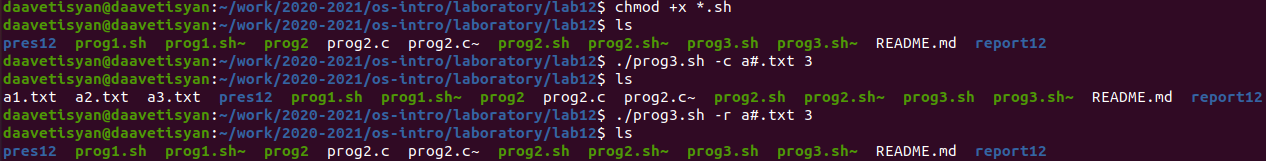 daavetisyan@daavetisyan:~/work/2020-2021/os-intro/laboratory/lab12$ chmod +x *.sh
daavetisyan@daavetisyan:~/work/2020-2021/os-intro/laboratory/lab12$ ls
pres12 prog1.sh prog1.sh~ prog2 prog2.c prog2.c~ prog2.sh prog2.sh~ prog3.sh prog3.sh~ README.md report12
daavetisyan@daavetisyan:~/work/2020-2021/os-intro/laboratory/lab12$ ./prog3.sh -c a#.txt 3
daavetisyan@daavetisyan:~/work/2020-2021/os-intro/laboratory/lab12$ ls
a1.txt a2.txt a3.txt pres12 prog1.sh prog1.sh~ prog2 prog2.c prog2.c~ prog2.sh prog2.sh~ prog3.sh prog3.sh~ README.md report12
daavetisyan@daavetisyan:~/work/2020-2021/os-intro/laboratory/lab12$ ./prog3.sh -r a#.txt 3
daavetisyan@daavetisyan:~/work/2020-2021/os-intro/laboratory/lab12$ ls
pres12 prog1.sh prog1.sh~ prog2 prog2.c prog2.c~ prog2.sh prog2.sh~ prog3.sh prog3.sh~ README.md report12